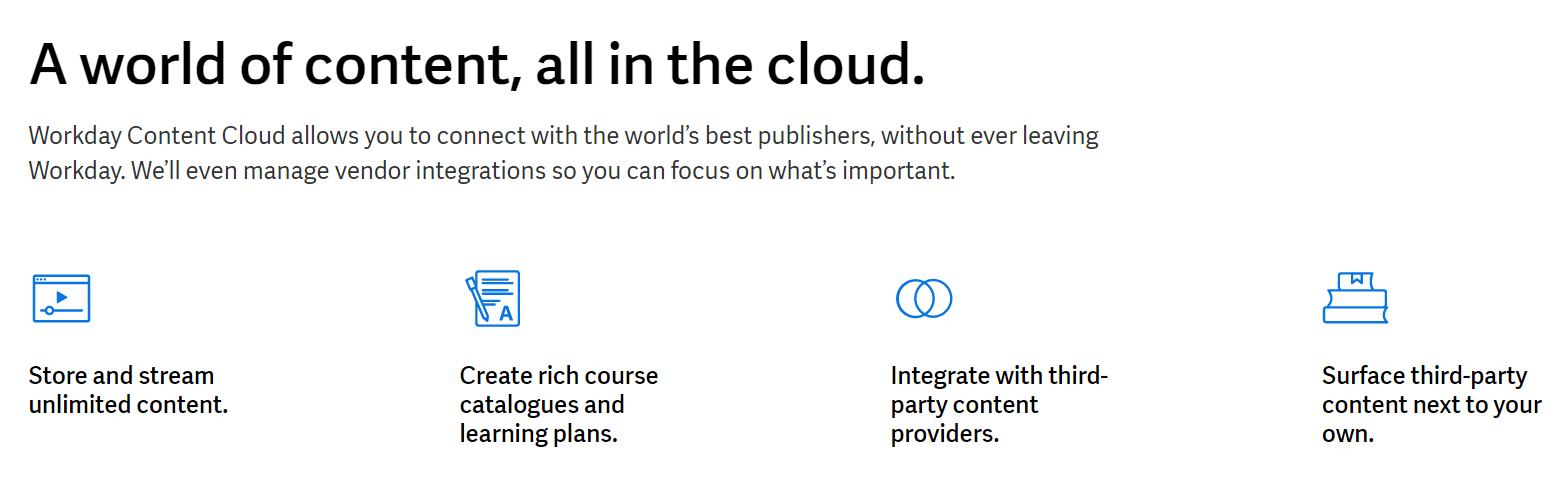 A world of content, all in the cloud.
Workday Content Cloud allows you to connect with the world’s best publishers, without ever leaving
Workday. We’ll even manage vendor integrations so you can focus on what’s important.
A
Store and stream
unlimited content.
Create rich course
catalogues and
learning plans.
Integrate with third-
party content
providers.
Surface third-party
content next to your
own.